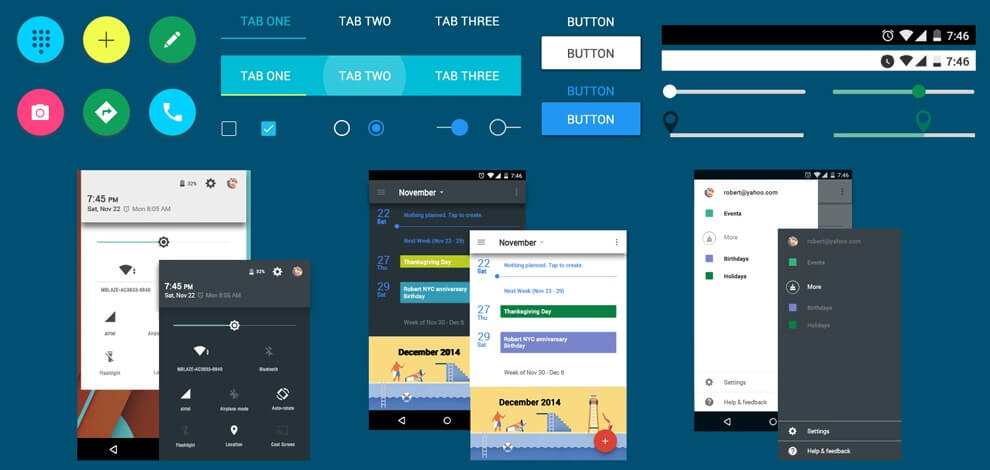 TAB ONE TAB TWO TAB THREE
TAB ONE TAB TWO TAB THREE
BUTTON
BUTTON
BUTTON
BUTTON
7:46
7:46
32%
7:45 PM
Sat, Nov 22 Mon 8:05 AM
MBLAZE-AC3633-6840
airtel
Airplane
Flashlight
Loca
32%
7:45 PM
Sat, Nov 22 Mon 8:05 AM
MBLAZE-AC3633-6840
Bluetooth
airtel
Airplane mode
Auto-rotate
Flashlight
Location
Cast Screen
7:46
November
22
Sat
Nothing planned. Tap to create.
Next Week (Nov 23 - 29)
27
Thu
Thanksgiving Day
29
Sat
Robert NYC anniversary
Birthday
Week of Nov 30 - Dec 6
December 2014
November
22
Sat
Nothing planned. Tap to create.
Next Week (Nov 23 - 29)
27
Thu
Thanksgiving Day
29
Sat
Robert NYC anniversary
Birthday
Week of Nov 30 - Dec 6
December 2014
7:46
robert@yahoo.com
Events
More
Birthdays
Holidays
Settings
Help & feedback
robert@yahoo.com
Events
More
Birthdays
Holidays
Settings
Help & feedback